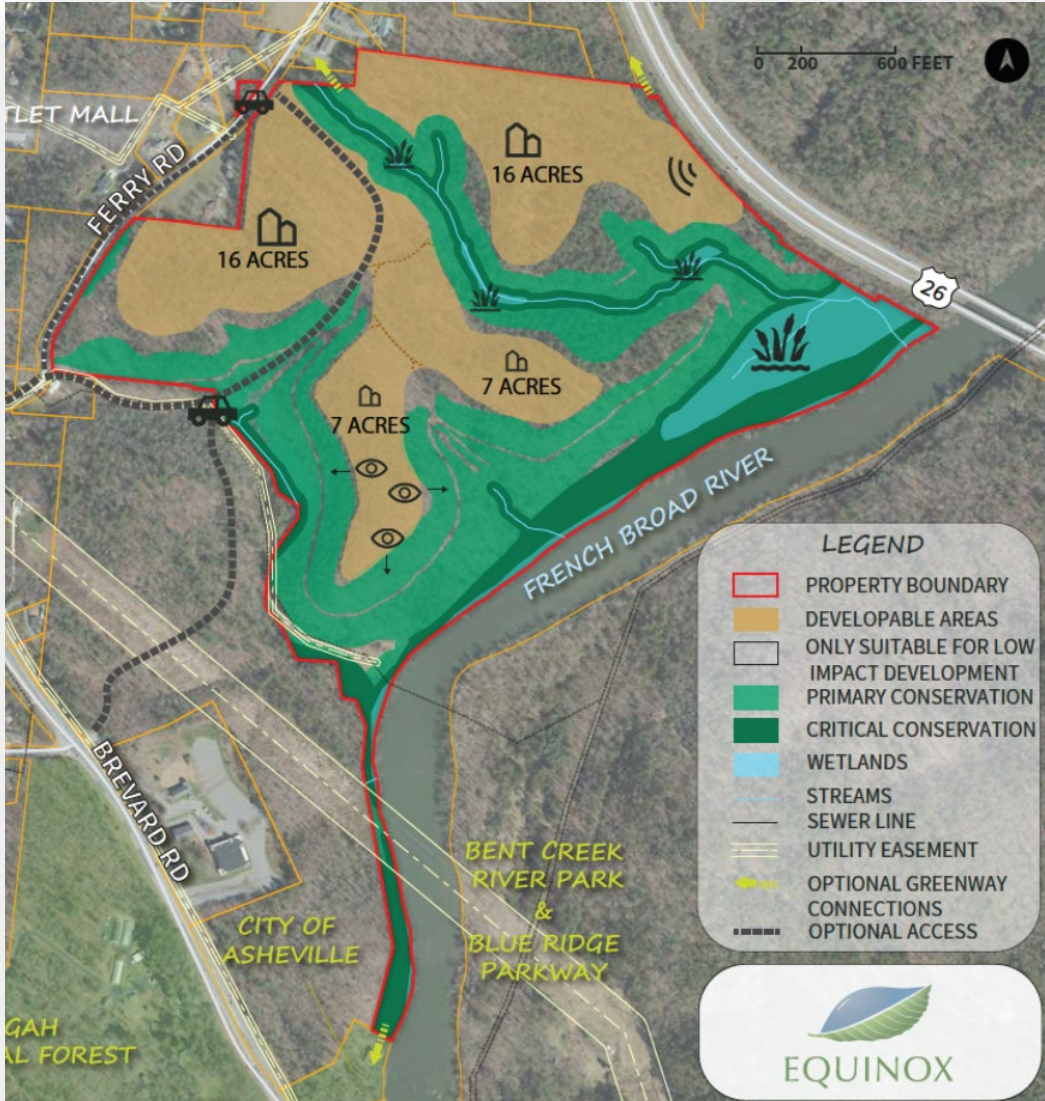 0 200 600 FEET
TLET MALL
FERRY RD
16 ACRES
16 ACRES
26
7 ACRES
7 ACRES
FRENCH BROAD RIVER
BREVARD RD
BENT CREEK
RIVER PARK
&
BLUE RIDGE
PARKWAY
CITY OF
ASHEVILLE
GAH
AL FOREST
LEGEND
PROPERTY BOUNDARY
DEVELOPABLE AREAS
ONLY SUITABLE FOR LOW
IMPACT DEVELOPMENT
PRIMARY CONSERVATION
CRITICAL CONSERVATION
WETLANDS
STREAMS
SEWER LINE
UTILITY EASEMENT
OPTIONAL GREENWAY
CONNECTIONS
OPTIONAL ACCESS
EQUINOX